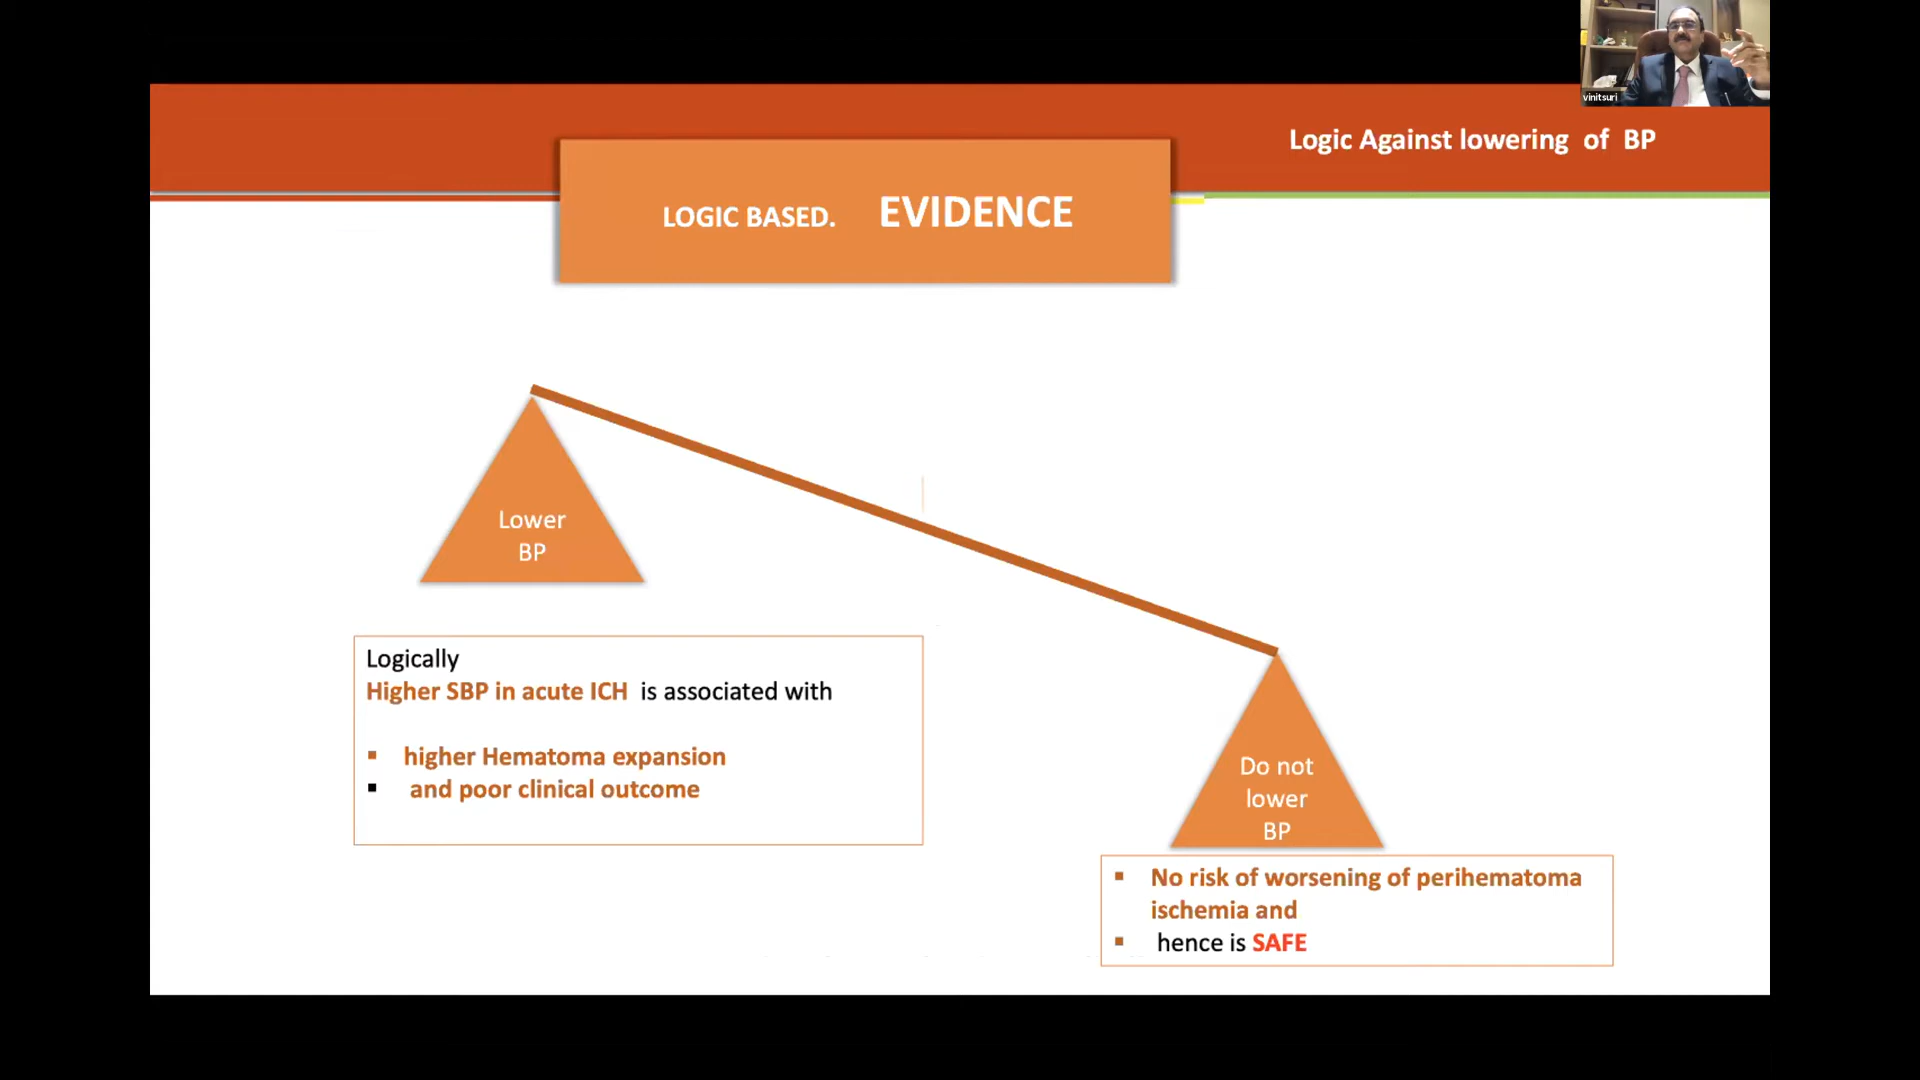 vinitsuri
Logic Against lowering of BP
LOGIC BASED. EVIDENCE
Lower
BP
Logically
Higher SBP in acute ICH is associated with
▪ higher Hematoma expansion
▪ and poor clinical outcome
Do not
lower
BP
▪ No risk of worsening of perihematoma
ischemia and
▪ hence is SAFE